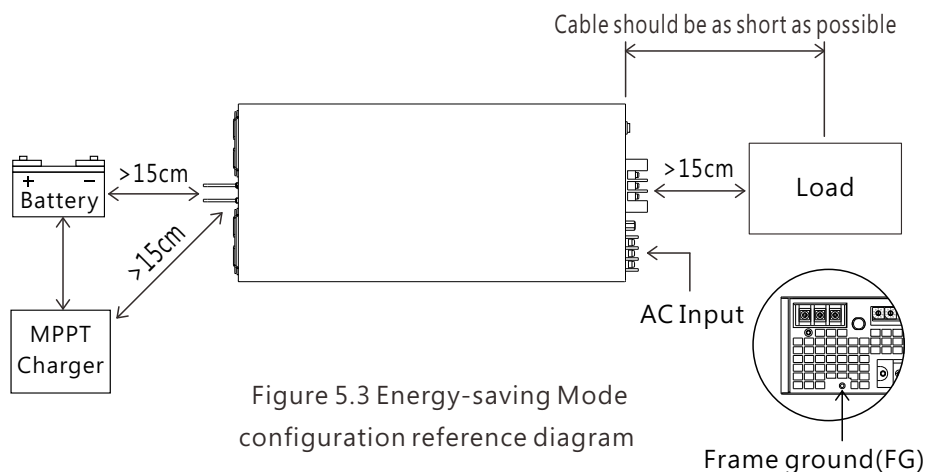 Cable should be as short as possible
>15cm
>15cm
+ −
Battery
Load
>15cm
AC Input
MPPT
Charger
Figure 5.3 Energy-saving Mode
configuration reference diagram
Frame ground(FG)